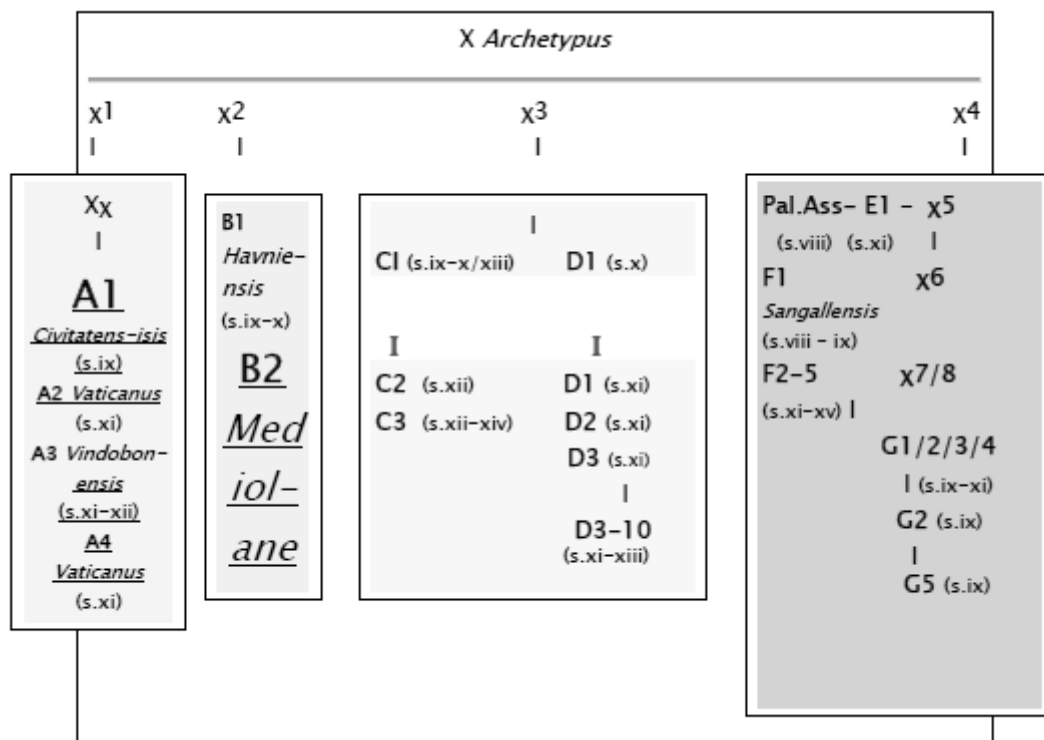 X Archetypus
x1 x2 x3 x4
I I I I
Xx
I
A1
Civitatens-isis
(s.ix)
A2 Vaticanus
(s.xi)
A3 Vindobon-
ensis
(s.xi-xii)
A4
Vaticanus
(s.xi)
B1
Havnie-
nsis
(s.ix-x)
B2
Med
iol-
ane
I
CI (s.ix-x/xiii) D1 (s.x)
I I
C2 (s.xii) D1 (s.xi)
C3 (s.xii-xiv) D2 (s.xi)
D3 (s.xi)
I
D3-10
(s.xi-xiii)
Pal.Ass- E1 - x5
(s.viii) (s.xi) I
F1 x6
Sangallensis
(s.viii - ix)
F2-5 x7/8
(s.xi-xv) I
G1/2/3/4
I (s.ix-xi)
G2 (s.ix)
I
G5 (s.ix)